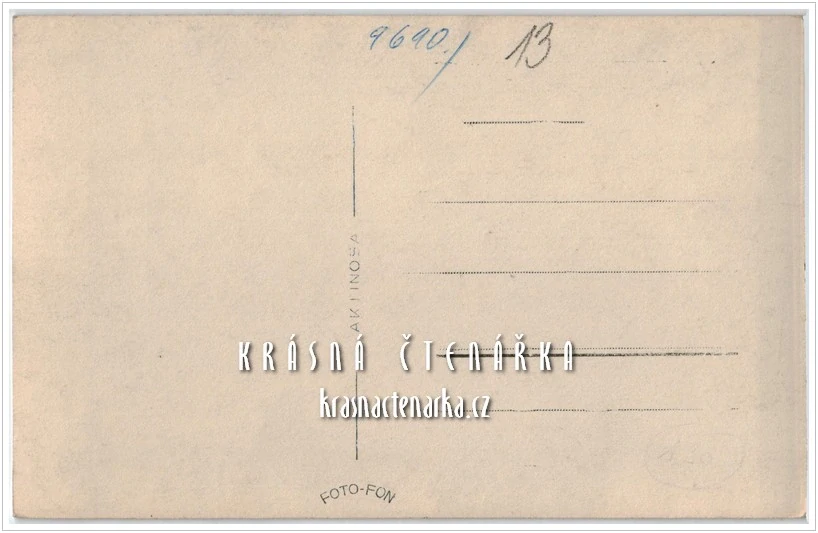 9690./ 13
AKTINOSA
KRÁSNÁ ČTENÁŘKA
krasnactenarka.cz
FOTO-FON